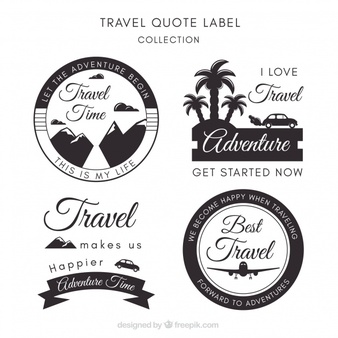 TRAVEL QUOTE LABEL
COLLECTION
LET THE ADVENTURE BEGIN
Travel
Time
THIS IS MY LIFE
I LOVE
Travel
Adventure
GET STARTED NOW
Travel
makes us
Happier
Adventure Time
WE BECOME HAPPY WHEN TRAVELING
Best
Travel
FORWARD TO ADVENTURES
designed by freepik.com